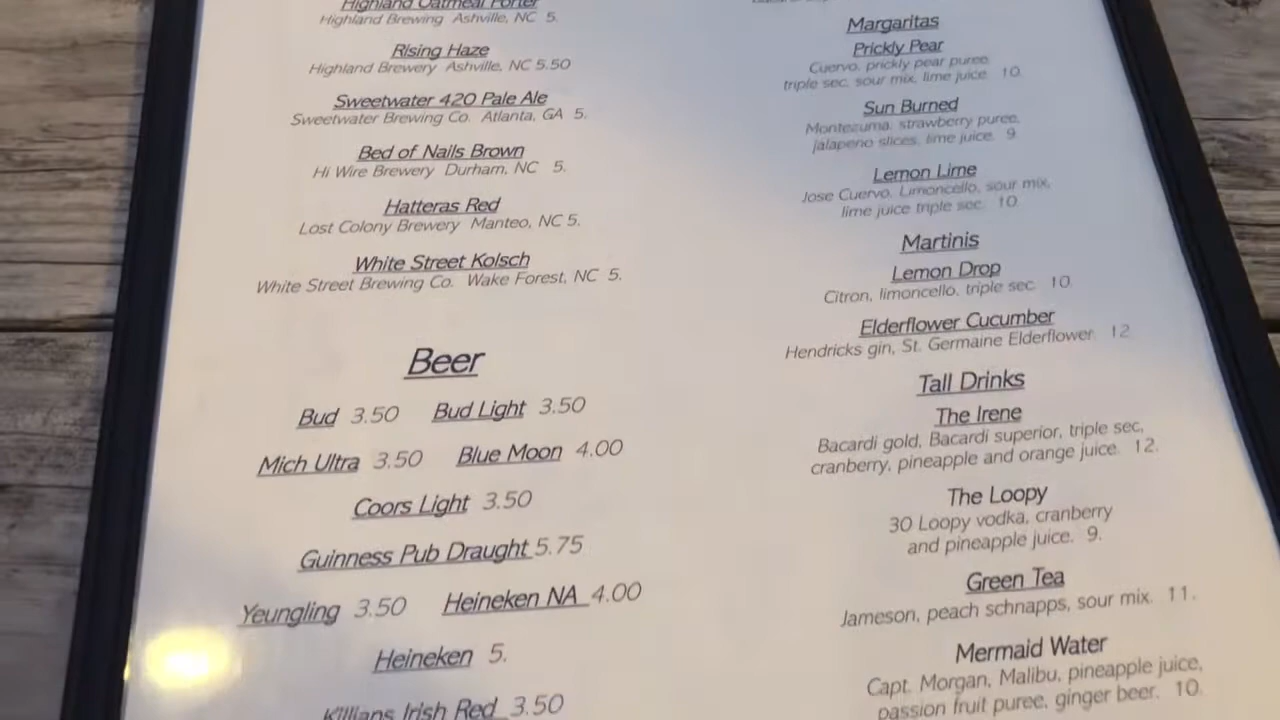 Highland Oatmeal Porter
Highland Brewing Ashville, NC 5.
Rising Haze
Highland Brewery Ashville, NC 5.50
Sweetwater 420 Pale Ale
Sweetwater Brewing Co. Atlanta, GA 5.
Bed of Nails Brown
Hi Wire Brewery Durham, NC 5.
Hatteras Red
Lost Colony Brewery Manteo, NC 5.
White Street Kolsch
White Street Brewing Co. Wake Forest, NC 5.
Beer
Bud 3.50 Bud Light 3.50
Mich Ultra 3.50 Blue Moon 4.00
Coors Light 3.50
Guinness Pub Draught 5.75
Yeungling 3.50 Heineken NA 4.00
Heineken 5.
Killians Irish Red 3.50
Margaritas
Prickly Pear
Cuervo, prickly pear puree,
triple sec, sour mix, lime juice 10.
Sun Burned
Montezuma, strawberry puree,
jalapeno slices, lime juice. 9.
Lemon Lime
Jose Cuervo, Limoncello, sour mix,
lime juice triple sec. 10.
Martinis
Lemon Drop
Citron, limoncello, triple sec 10.
Elderflower Cucumber
Hendricks gin, St. Germaine Elderflower. 12.
Tall Drinks
The Irene
Bacardi gold, Bacardi superior, triple sec,
cranberry, pineapple and orange juice. 12.
The Loopy
30 Loopy vodka, cranberry
and pineapple juice. 9.
Green Tea
Jameson, peach schnapps, sour mix. 11.
Mermaid Water
Capt. Morgan, Malibu, pineapple juice,
passion fruit puree, ginger beer. 10.